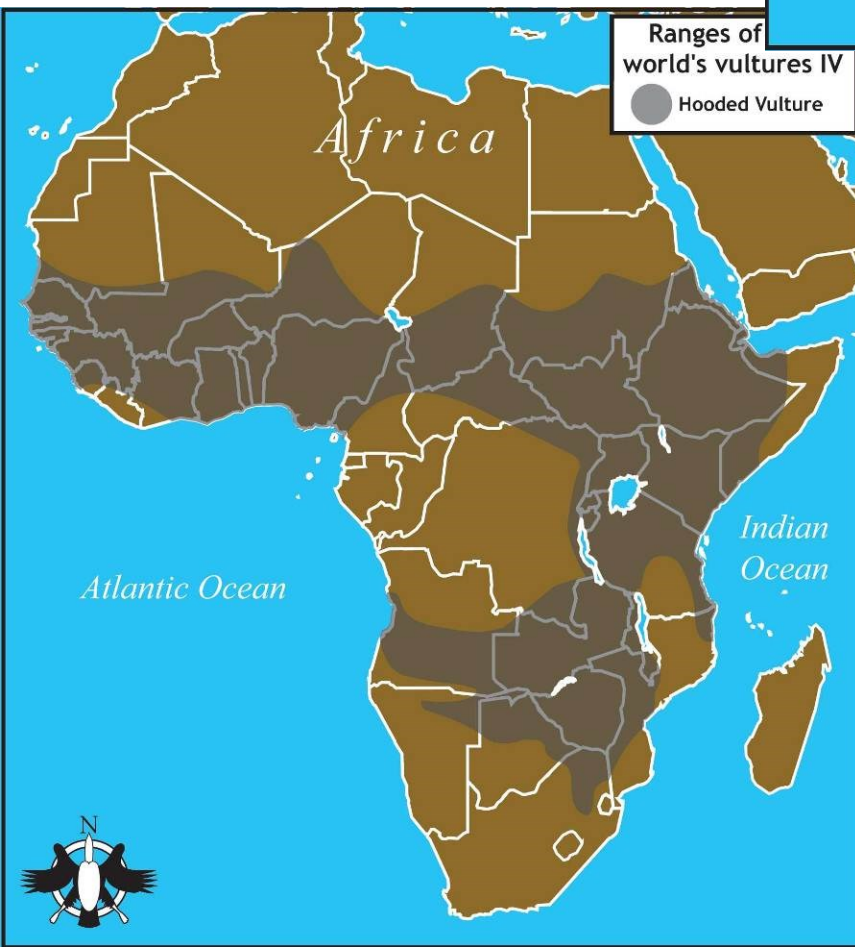 Ranges of
world's vultures IV
Hooded Vulture
Africa
Indian
Ocean
Atlantic Ocean
N